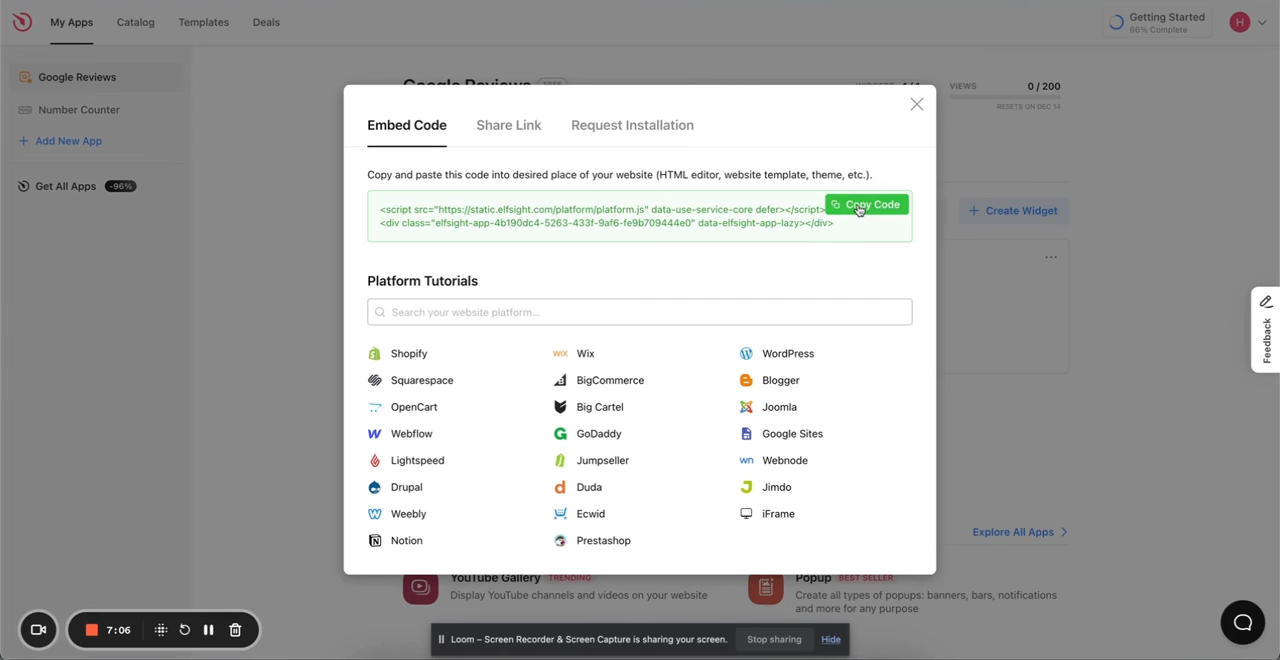 My Apps
Catalog
Templates
Deals
Getting Started
66% Complete
H
Google Reviews
Number Counter
+ Add New App
Get All Apps -96%
Google Reviews FREE
VIEWS 0 / 200
RESETS ON DEC 14
+ Create Widget
Embed Code
Share Link
Request Installation
Copy and paste this code into desired place of your website (HTML editor, website template, theme, etc.).
<script src="https://static.elfsight.com/platform/platform.js" data-use-service-core defer></script>
Copy Code
<div class="elfsight-app-4b190dc4-5263-433f-9af6-fe9b709444e0" data-elfsight-app-lazy></div>
Platform Tutorials
Search your website platform...
Shopify
WIX Wix
WordPress
Squarespace
BigCommerce
Blogger
OpenCart
Big Cartel
Joomla
Webflow
GoDaddy
Google Sites
Lightspeed
Jumpseller
wn Webnode
Drupal
Duda
Jimdo
Weebly
Ecwid
iFrame
Notion
Prestashop
Feedback
Explore All Apps
YouTube Gallery TRENDING
Display YouTube channels and videos on your website
Popup BEST SELLER
Create all types of popups: banners, bars, notifications
and more for any purpose
7:06
Loom – Screen Recorder & Screen Capture is sharing your screen.
Stop sharing
Hide